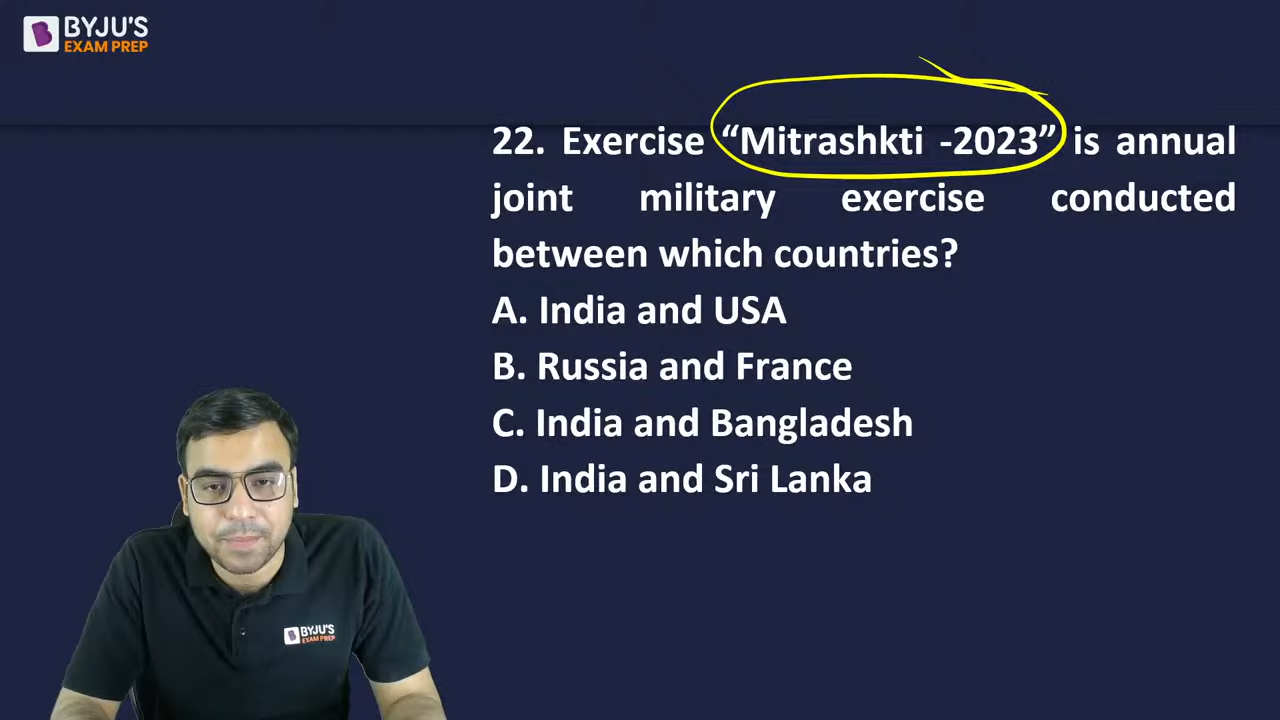 BYJU'S
EXAM PREP
22. Exercise “Mitrashkti -2023” is annual
joint military exercise conducted
between which countries?
A. India and USA
B. Russia and France
C. India and Bangladesh
D. India and Sri Lanka
BYJU'S
EXAM PREP